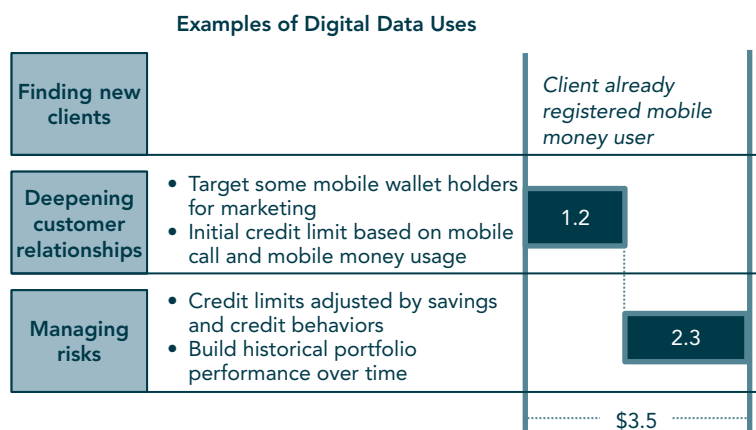 Examples of Digital Data Uses
Finding new
clients
Client already
registered mobile
money user
Deepening
customer
relationships
• Target some mobile wallet holders
for marketing
• Initial credit limit based on mobile
call and mobile money usage
1.2
Managing
risks
• Credit limits adjusted by savings
and credit behaviors
• Build historical portfolio
performance over time
2.3
$3.5